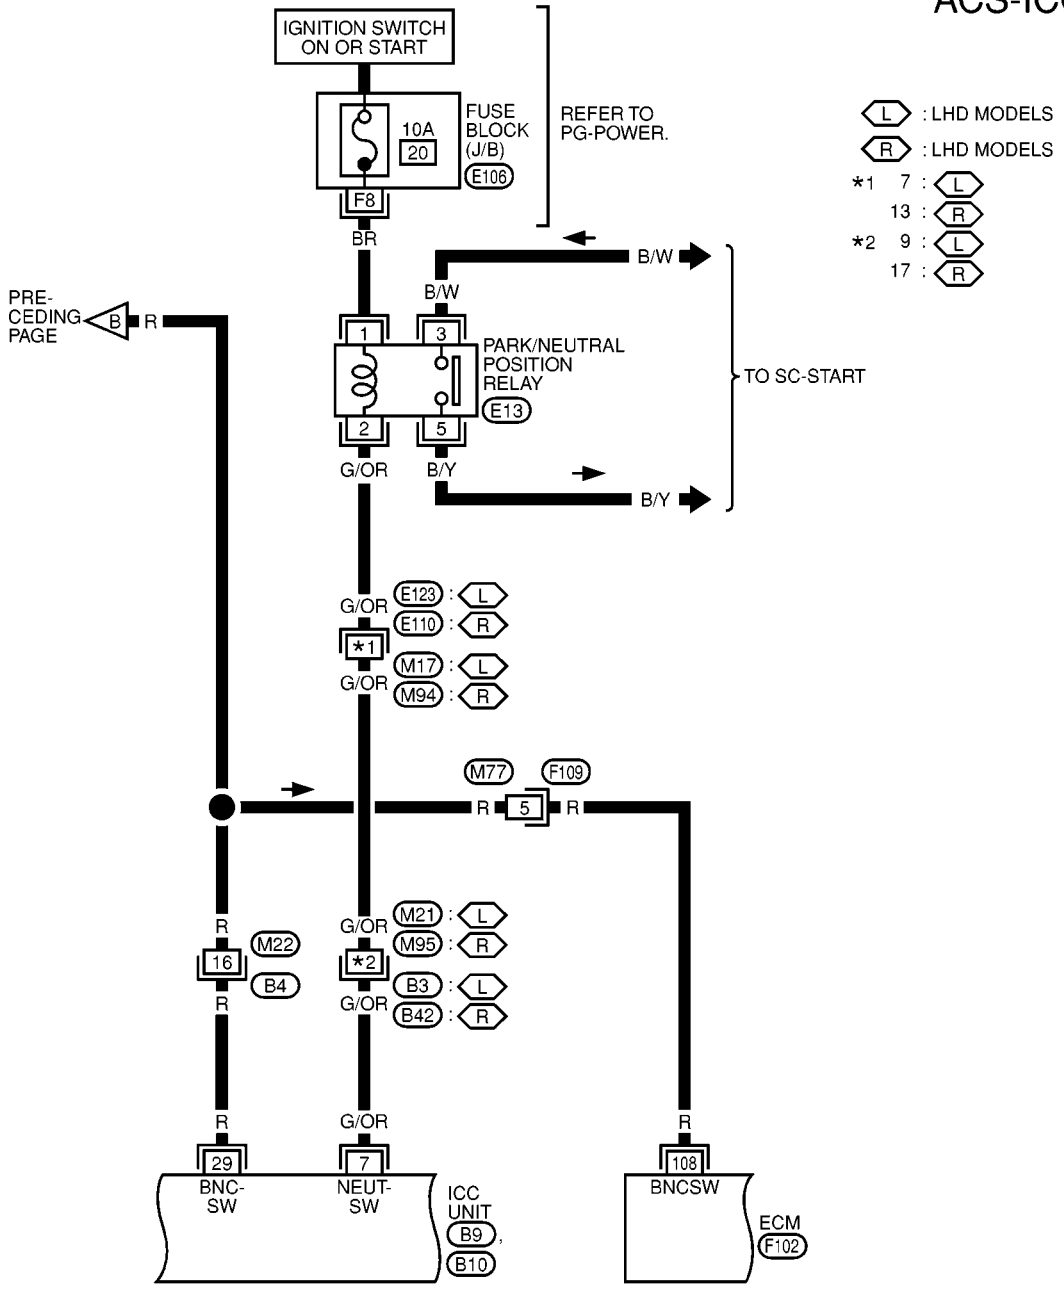 ACS-ICC
IGNITION SWITCH
ON OR START
REFER TO
PG-POWER.
10A
20
FUSE
BLOCK
(J/B)
E106
F8
BR
L : LHD MODELS
R : LHD MODELS
*1 7 : L
13 : R
*2 9 : L
17 : R
B/W
B/W
PRE-
CEDING
PAGE
B R
1
3
PARK/NEUTRAL
POSITION
RELAY
E13
2
5
G/OR
B/Y
B/Y
TO SC-START
G/OR
E123 : L
E110 : R
*1
G/OR
M17 : L
M94 : R
M77
F109
R 5 R
R
16
M22
B4
R
G/OR
M21 : L
M95 : R
*2
G/OR
B3 : L
B42 : R
R
G/OR
R
29
7
108
BNC-
SW
NEUT-
SW
ICC
UNIT
B9 ,
B10
BNCSW
ECM
F102